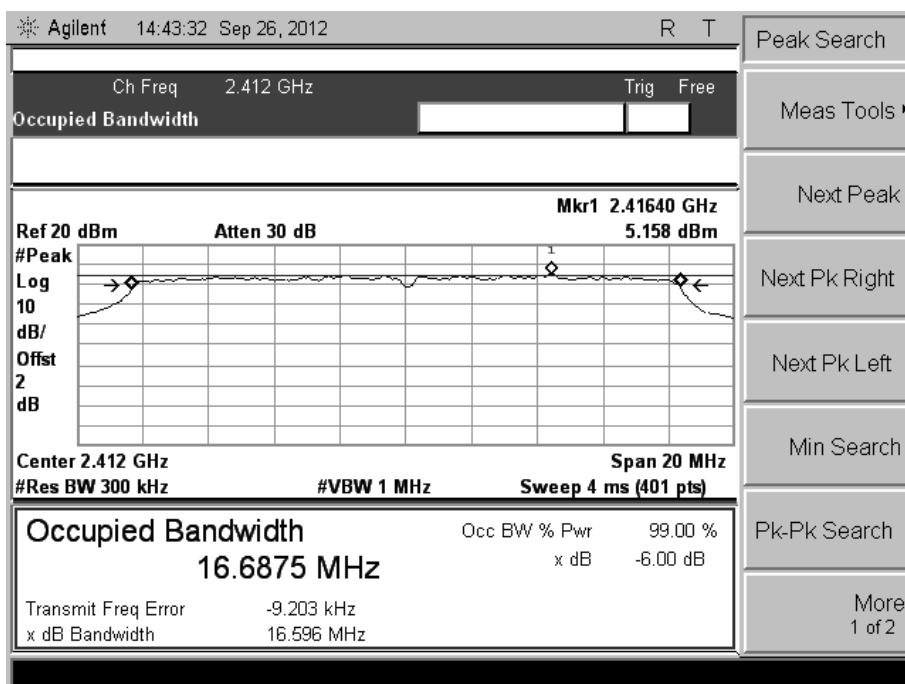 Agilent 14:43:32 Sep 26, 2012 R T
Peak Search
Ch Freq 2.412 GHz Trig Free
Occupied Bandwidth
Meas Tools
Next Peak
Mkr1 2.41640 GHz
Ref 20 dBm Atten 30 dB 5.158 dBm
#Peak
1
Log
10
dB/
Offst
2
dB
Next Pk Right
Next Pk Left
Center 2.412 GHz Span 20 MHz
#Res BW 300 kHz #VBW 1 MHz Sweep 4 ms (401 pts)
Min Search
Occupied Bandwidth
16.6875 MHz
Occ BW % Pwr 99.00 %
x dB -6.00 dB
Pk-Pk Search
Transmit Freq Error -9.203 kHz
x dB Bandwidth 16.596 MHz
More
1 of 2